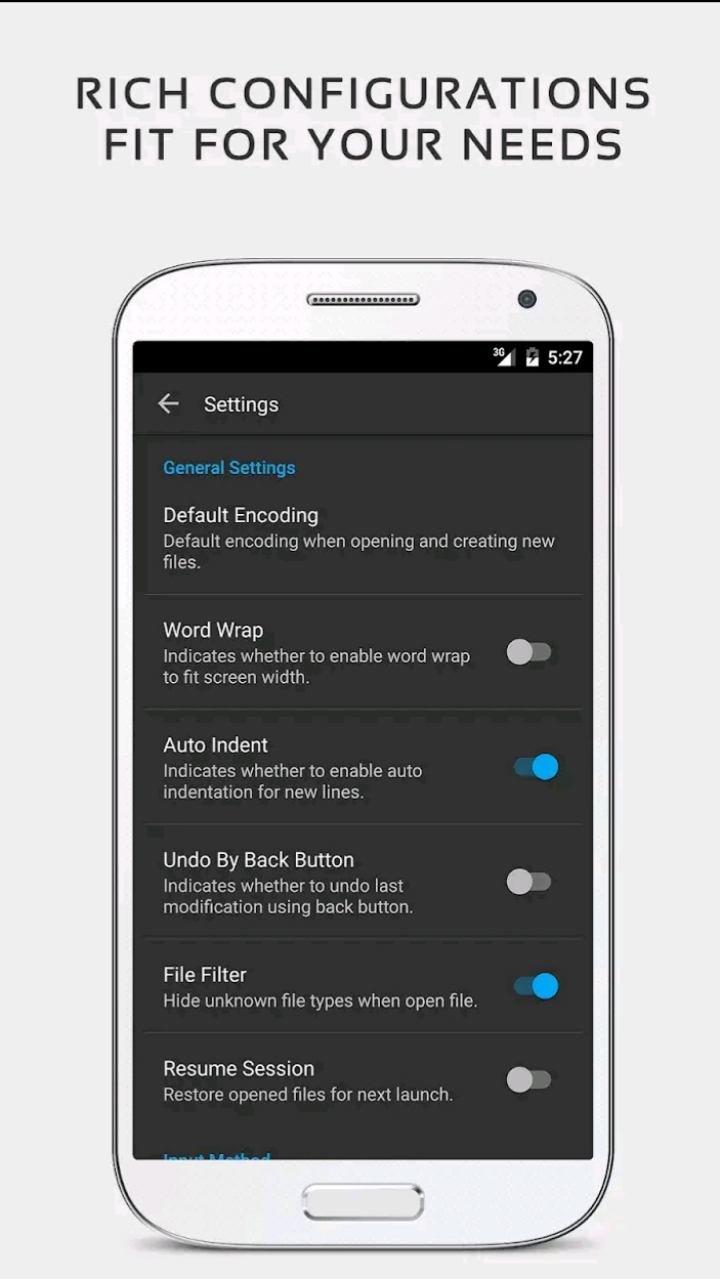 RICH CONFIGURATIONS
FIT FOR YOUR NEEDS
3G 5:27
Settings
General Settings
Default Encoding
Default encoding when opening and creating new
files.
Word Wrap
Indicates whether to enable word wrap
to fit screen width.
Auto Indent
Indicates whether to enable auto
indentation for new lines.
Undo By Back Button
Indicates whether to undo last
modification using back button.
File Filter
Hide unknown file types when open file.
Resume Session
Restore opened files for next launch.
Input Method